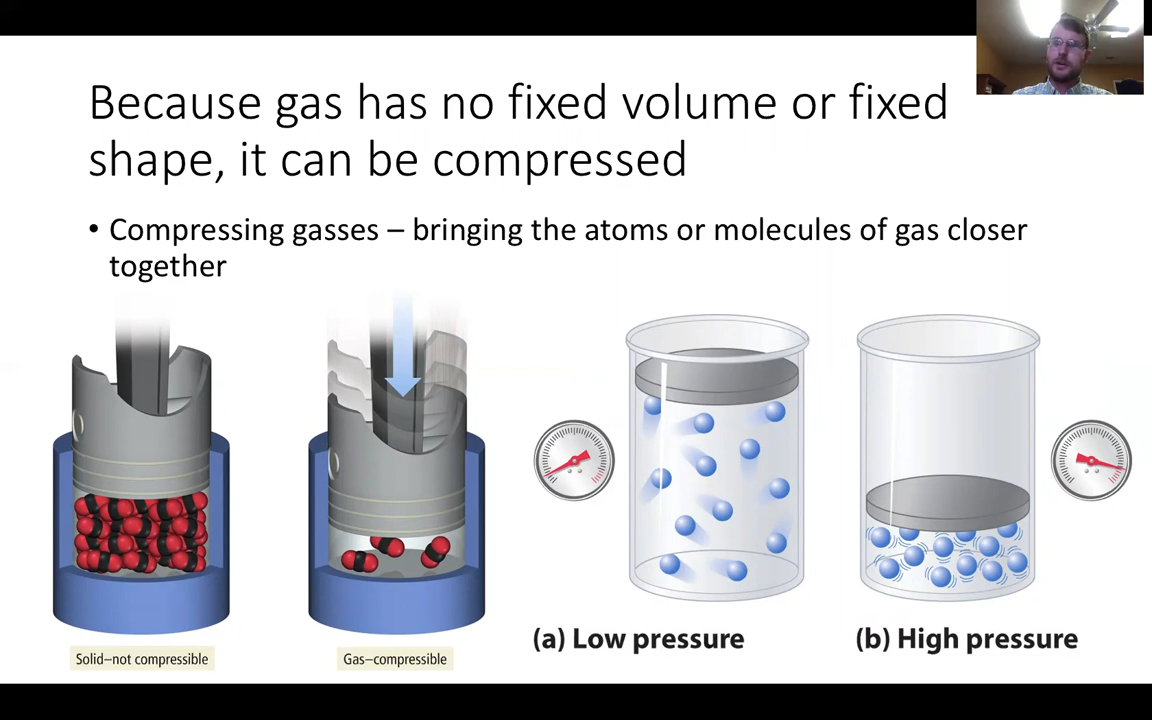 Because gas has no fixed volume or fixed
shape, it can be compressed
• Compressing gasses – bringing the atoms or molecules of gas closer
together
Solid–not compressible
Gas–compressible
(a) Low pressure
(b) High pressure